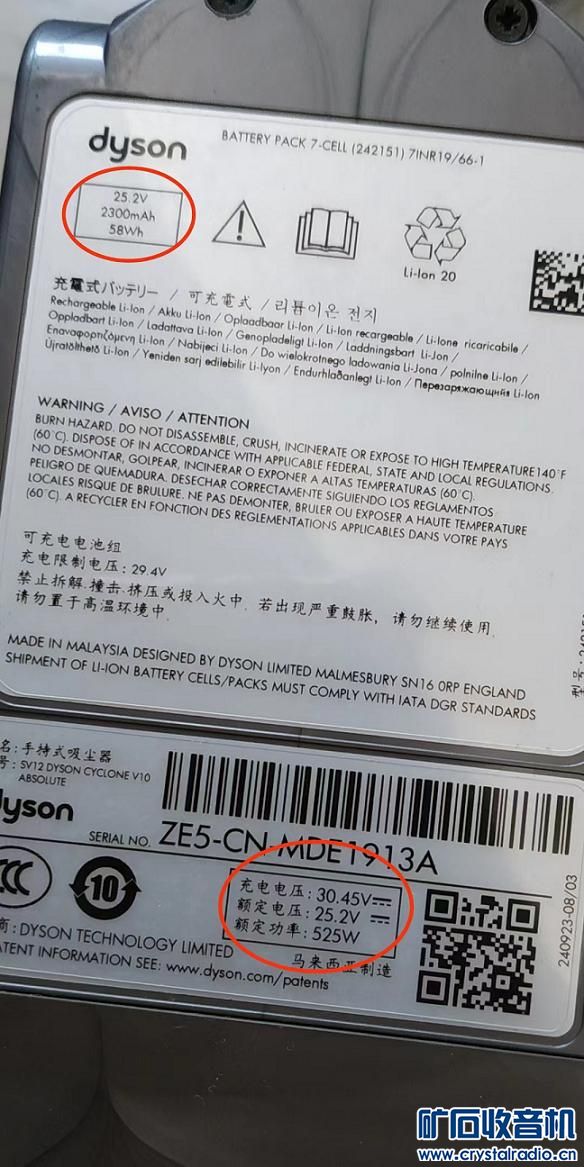 dyson
BATTERY PACK 7-CELL (242151) 7INR19/66-1
25.2V
2300mAh
58Wh
Li-Ion 20
充電式バッテリー / 可充電式 / 리튬이온 전지
Rechargeable Li-Ion / Akku Li-Ion / Oplaadbaar Li-Ion / Li-Ion recargeable / Li-Ione ricaricabile /
Oppladbart Li-Ion / Ladattava Li-Ion / Genopladeligt Li-Ion / Laddningsbart Li-Jon /
Επαναφορτιζόμενη Li-Ion / Nabijecí Li-Ion / Do wielokrotnego ladowania Li-Jona / polnilne Li-Ion /
Újratölthető Li-Ion / Yeniden sarj edilebilir Li-Iyon / Endurhlaðanlegt Li-Ion / Перезаряжающийя Li-Ion
WARNING / AVISO / ATTENTION
BURN HAZARD. DO NOT DISASSEMBLE, CRUSH, INCINERATE OR EXPOSE TO HIGH TEMPERATURE 140°F
(60°C). DISPOSE OF IN ACCORDANCE WITH APPLICABLE FEDERAL, STATE AND LOCAL REGULATIONS.
NO DESMONTAR, GOLPEAR, INCINERAR O EXPONER A ALTAS TEMPERATURAS (60°C).
PELIGRO DE QUEMADURA. DESECHAR CORRECTAMENTE SIGUIENDO LOS REGLAMENTOS
LOCALES RISQUE DE BRULURE. NE PAS DEMONTER, BRULER OU EXPOSER A HAUTE TEMPERATURE
(60°C). A RECYCLER EN FONCTION DES REGLEMENTATIONS APPLICABLES DANS VOTRE PAYS
可充电电池组
充电限制电压: 29.4V
禁止拆解.撞击.挤压或投入火中. 若出现严重鼓胀，请勿继续使用.
请勿置于高温环境中.
MADE IN MALAYSIA DESIGNED BY DYSON LIMITED MALMESBURY SN16 0RP ENGLAND
SHIPMENT OF LI-ION BATTERY CELLS/PACKS MUST COMPLY WITH IATA DGR STANDARDS
型号:
名: 手持式吸尘器
号: SV12 DYSON CYCLONE V10
ABSOLUTE
dyson
SERIAL NO. ZE5-CN-MDE1913A
CCC
10
充电电压: 30.45V
额定电压: 25.2V
额定功率: 525W
商: DYSON TECHNOLOGY LIMITED
马来西亚制造
ATENT INFORMATION SEE: www.dyson.com/patents
240923-08/03
矿石收音机
www.crystalradio.cn